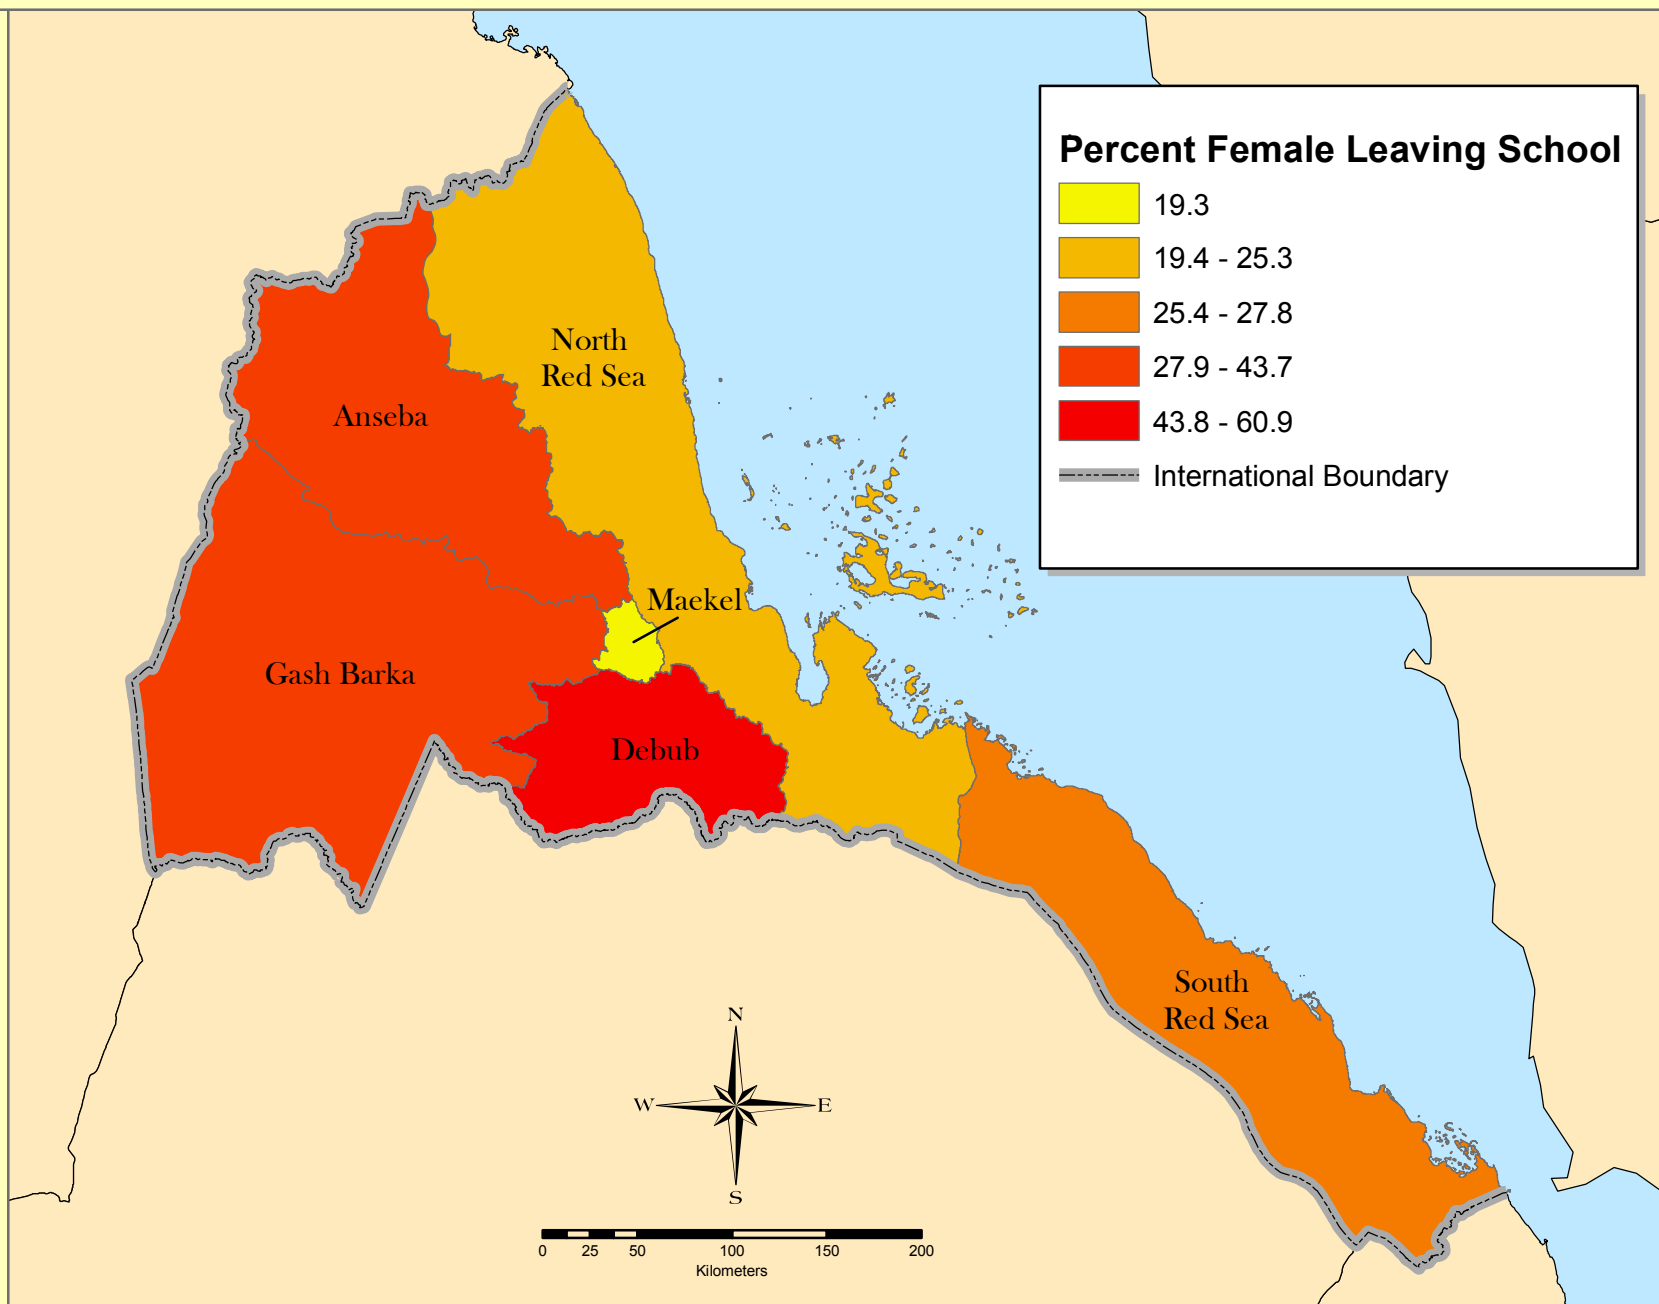 Percent Female Leaving School
19.3
19.4 - 25.3
25.4 - 27.8
27.9 - 43.7
43.8 - 60.9
International Boundary
North
Red Sea
Anseba
Maekel
Gash Barka
Debub
South
Red Sea
N
W
E
S
0 25 50 100 150 200
Kilometers